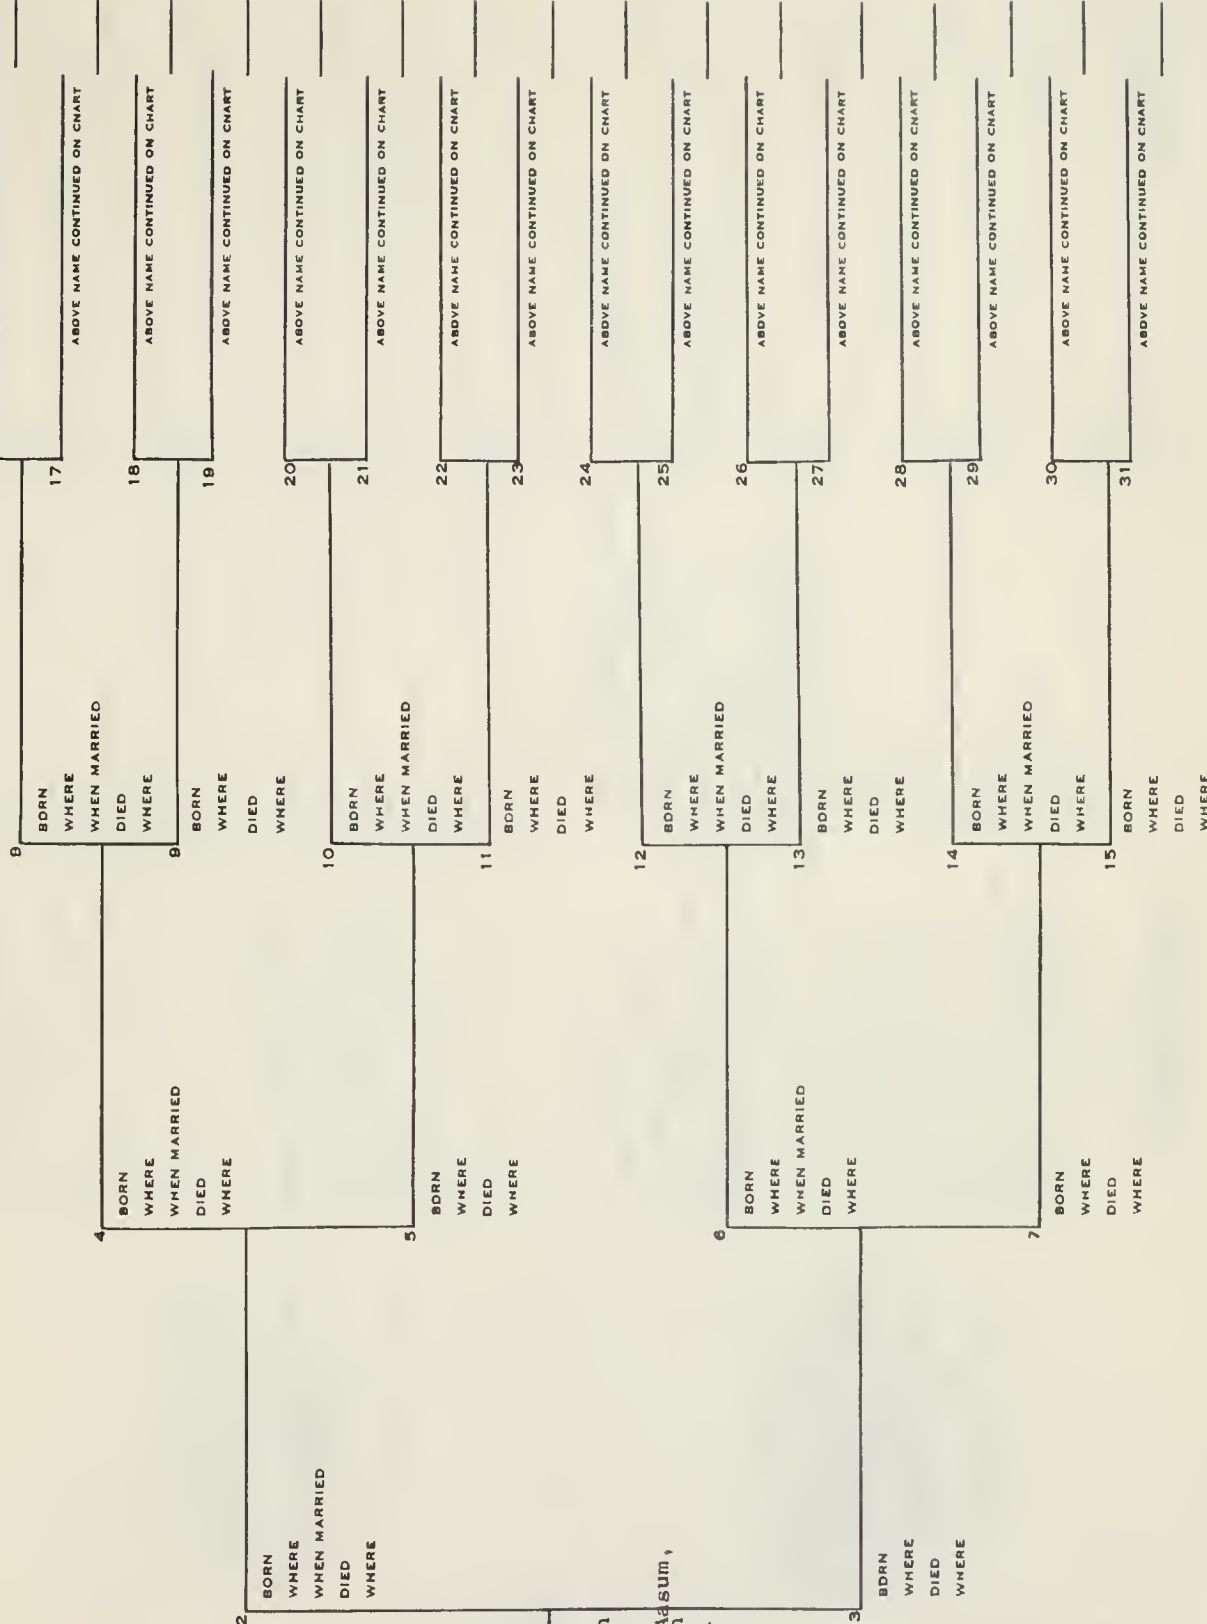 2
BORN
WHERE
WHEN MARRIED
DIED
WHERE
Aasum,
3
BORN
WHERE
DIED
WHERE
4
BORN
WHERE
WHEN MARRIED
DIED
WHERE
5
BORN
WHERE
DIED
WHERE
6
BORN
WHERE
WHEN MARRIED
DIED
WHERE
7
BORN
WHERE
DIED
WHERE
8
BORN
WHERE
WHEN MARRIED
DIED
WHERE
9
BORN
WHERE
DIED
WHERE
10
BORN
WHERE
WHEN MARRIED
DIED
WHERE
11
BORN
WHERE
DIED
WHERE
12
BORN
WHERE
WHEN MARRIED
DIED
WHERE
13
BORN
WHERE
DIED
WHERE
14
BORN
WHERE
WHEN MARRIED
DIED
WHERE
15
BORN
WHERE
DIED
WHERE
17
ABOVE NAME CONTINUED ON CHART
18
ABOVE NAME CONTINUED ON CHART
19
ABOVE NAME CONTINUED ON CHART
20
ABOVE NAME CONTINUED ON CHART
21
ABOVE NAME CONTINUED ON CHART
22
ABOVE NAME CONTINUED ON CHART
23
ABOVE NAME CONTINUED ON CHART
24
ABOVE NAME CONTINUED ON CHART
25
ABOVE NAME CONTINUED ON CHART
26
ABOVE NAME CONTINUED ON CHART
27
ABOVE NAME CONTINUED ON CHART
28
ABOVE NAME CONTINUED ON CHART
29
ABOVE NAME CONTINUED ON CHART
30
ABOVE NAME CONTINUED ON CHART
31
ABOVE NAME CONTINUED ON CHART